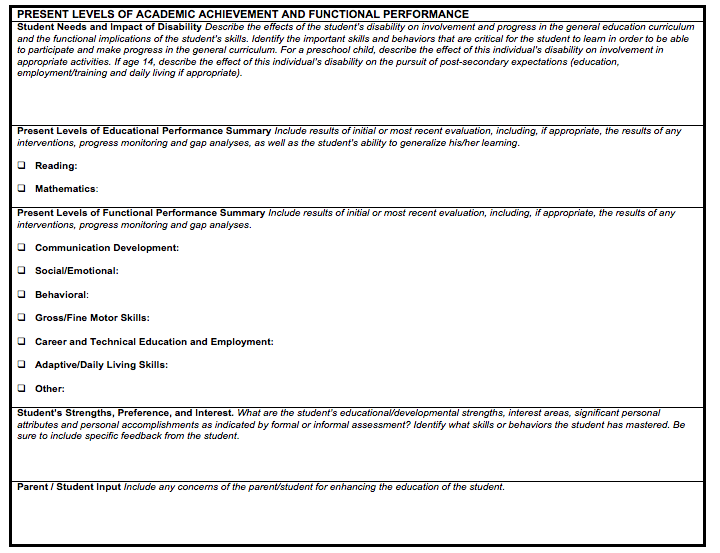 PRESENT LEVELS OF ACADEMIC ACHIEVEMENT AND FUNCTIONAL PERFORMANCE
Student Needs and Impact of Disability Describe the effects of the student's disability on involvement and progress in the general education curriculum
and the functional implications of the student's skills. Identify the important skills and behaviors that are critical for the student to learn in order to be able
to participate and make progress in the general curriculum. For a preschool child, describe the effect of this individual's disability on involvement in
appropriate activities. If age 14, describe the effect of this individual's disability on the pursuit of post-secondary expectations (education,
employment/training and daily living if appropriate).
Present Levels of Educational Performance Summary Include results of initial or most recent evaluation, including, if appropriate, the results of any
interventions, progress monitoring and gap analyses, as well as the student's ability to generalize his/her learning.
❑ Reading:
❑ Mathematics:
Present Levels of Functional Performance Summary Include results of initial or most recent evaluation, including, if appropriate, the results of any
interventions, progress monitoring and gap analyses.
❑ Communication Development:
❑ Social/Emotional:
❑ Behavioral:
❑ Gross/Fine Motor Skills:
❑ Career and Technical Education and Employment:
❑ Adaptive/Daily Living Skills:
❑ Other:
Student's Strengths, Preference, and Interest. What are the student's educational/developmental strengths, interest areas, significant personal
attributes and personal accomplishments as indicated by formal or informal assessment? Identify what skills or behaviors the student has mastered. Be
sure to include specific feedback from the student.
Parent / Student Input Include any concerns of the parent/student for enhancing the education of the student.